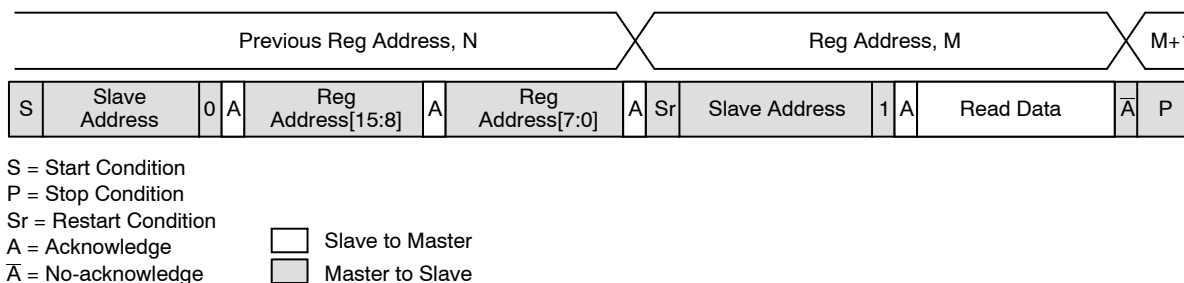 Previous Reg Address, N Reg Address, M M+1
S Slave Address 0 A Reg Address[15:8] A Reg Address[7:0] A Sr Slave Address 1 A Read Data A̅ P
S = Start Condition
P = Stop Condition
Sr = Restart Condition
A = Acknowledge
A̅ = No-acknowledge
Slave to Master
Master to Slave